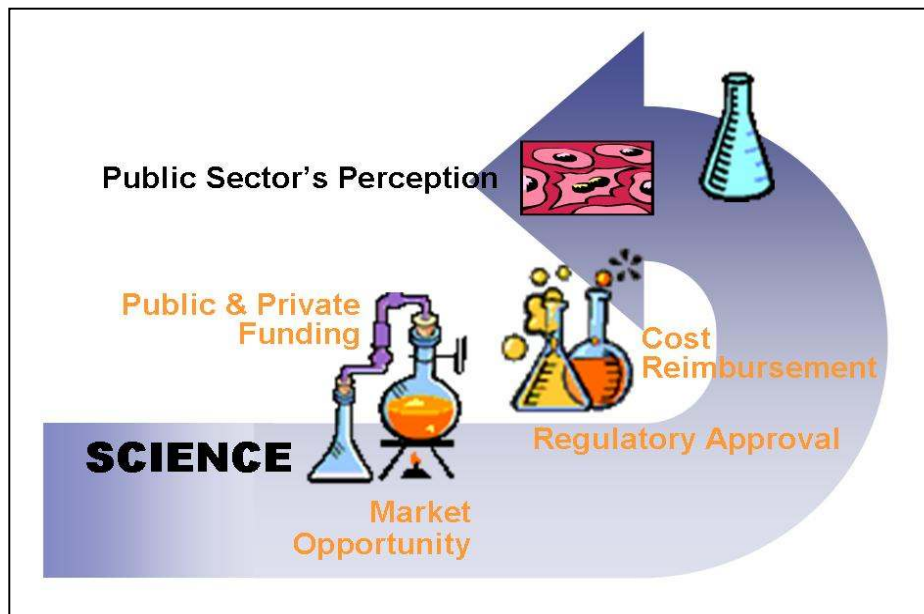 Public Sector's Perception
Public & Private
Funding
Cost
Reimbursement
Regulatory Approval
SCIENCE
Market
Opportunity